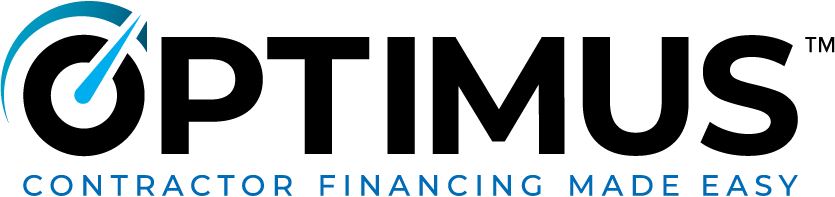 OPTIMUS™
CONTRACTOR FINANCING MADE EASY